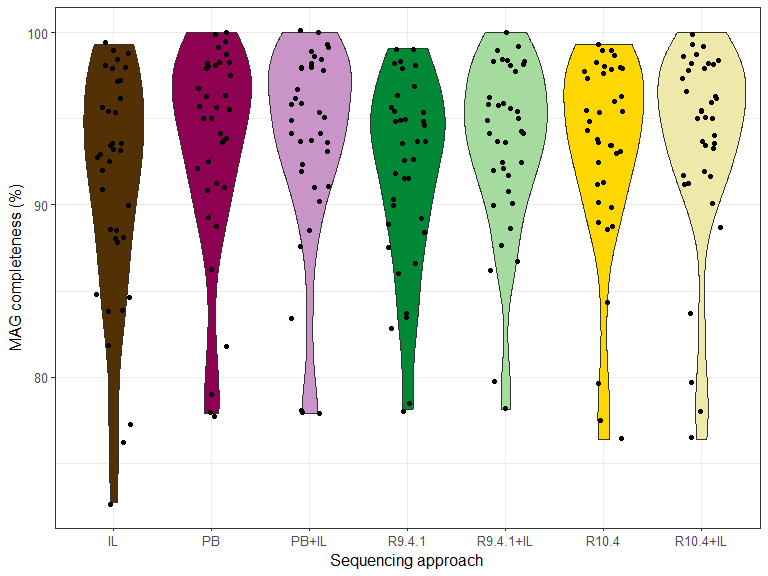 MAG completeness (%)
100
90
80
IL PB PB+IL R9.4.1 R9.4.1+IL R10.4 R10.4+IL
Sequencing approach